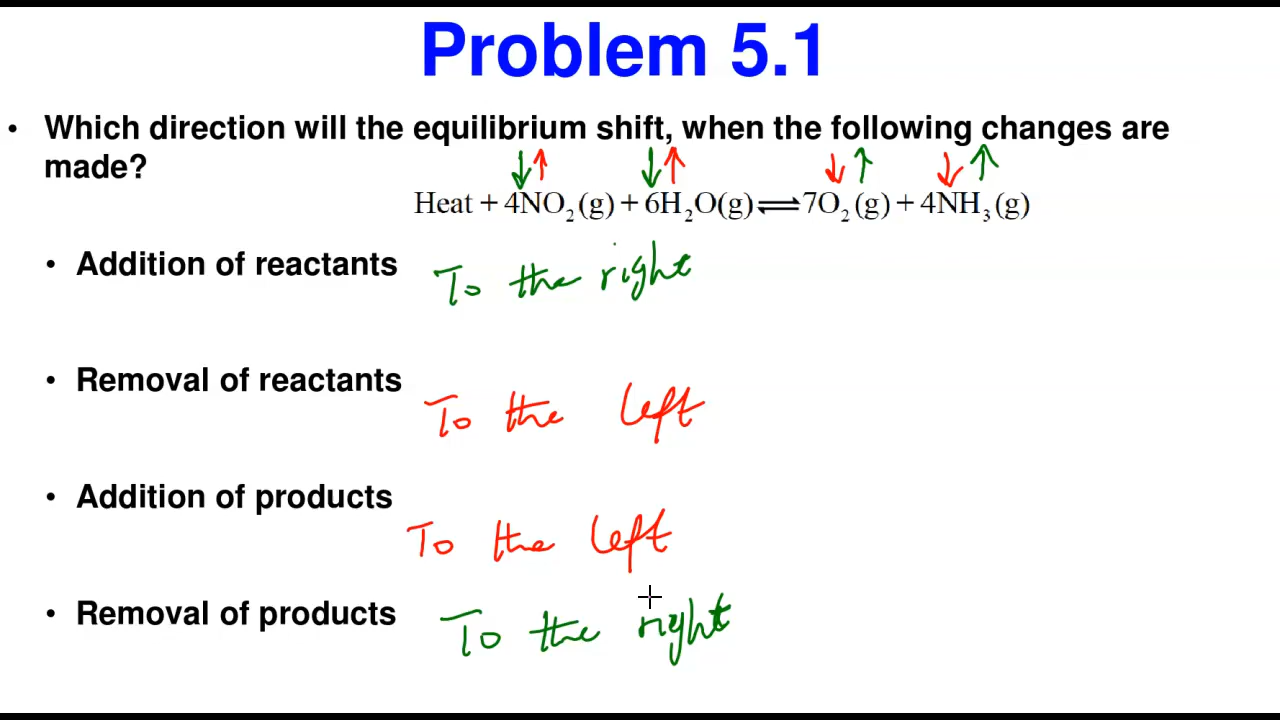 Problem 5.1
• Which direction will the equilibrium shift, when the following changes are
made?
↓↑ ↓↑ ↓↑ ↓↑
Heat + 4NO₂(g) + 6H₂O(g) ⇌ 7O₂(g) + 4NH₃(g)
• Addition of reactants To the right
• Removal of reactants To the left
• Addition of products To the left
• Removal of products To the right